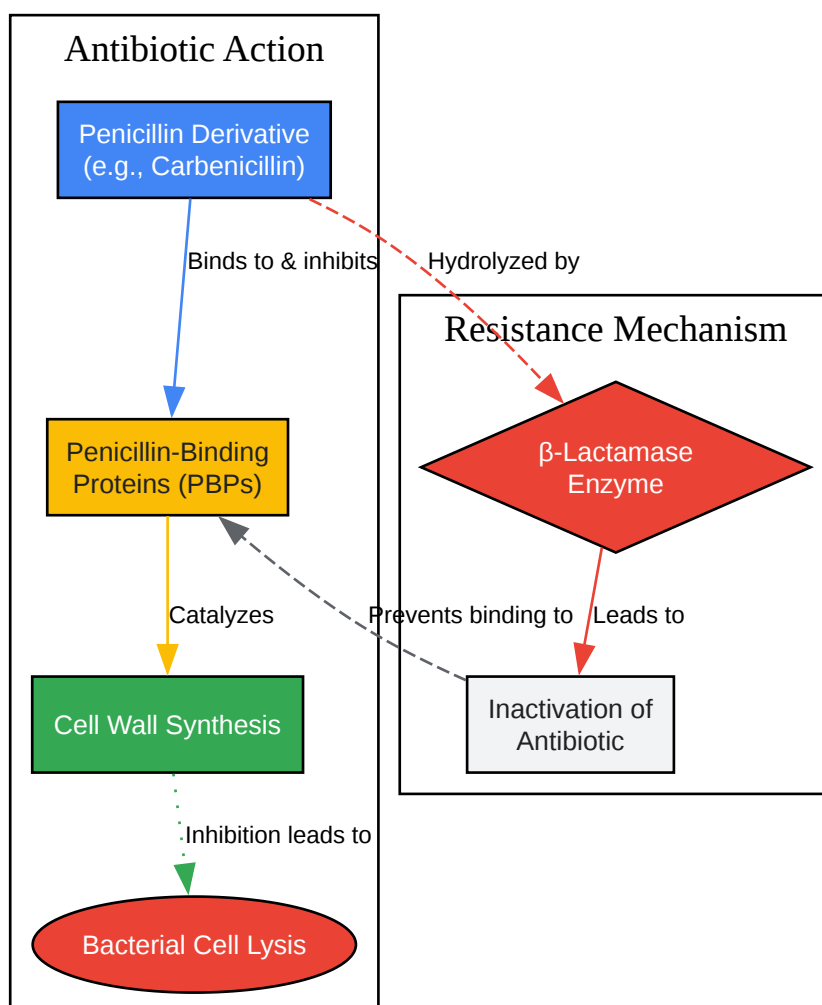 Antibiotic Action
Penicillin Derivative
(e.g., Carbenicillin)
Binds to & inhibits
Hydrolyzed by
Resistance Mechanism
Penicillin-Binding
Proteins (PBPs)
β-Lactamase
Enzyme
Catalyzes
Prevents binding to
Leads to
Cell Wall Synthesis
Inactivation of
Antibiotic
Inhibition leads to
Bacterial Cell Lysis